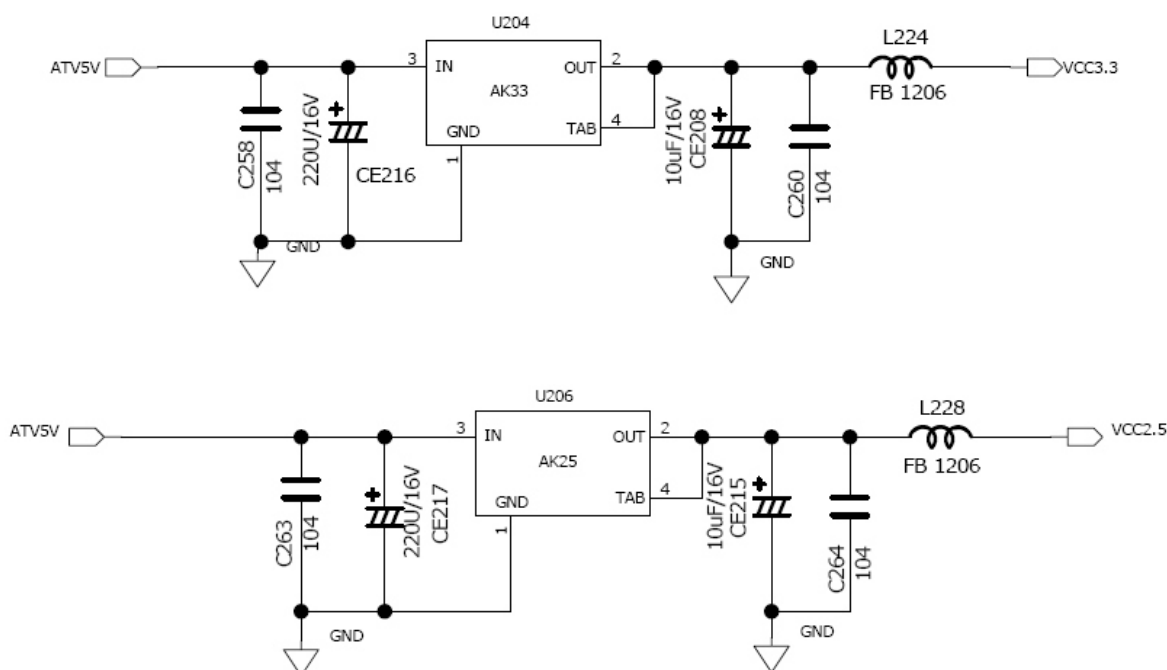 U204
L224
ATV5V
3
IN
OUT
2
VCC3.3
AK33
FB 1206
GND
TAB
4
1
C258
104
220U/16V
CE216
10uF/16V
CE208
C260
104
GND
GND
U206
L228
ATV5V
3
IN
OUT
2
VCC2.5
AK25
FB 1206
GND
TAB
4
1
C263
104
220U/16V
CE217
10uF/16V
CE215
C264
104
GND
GND